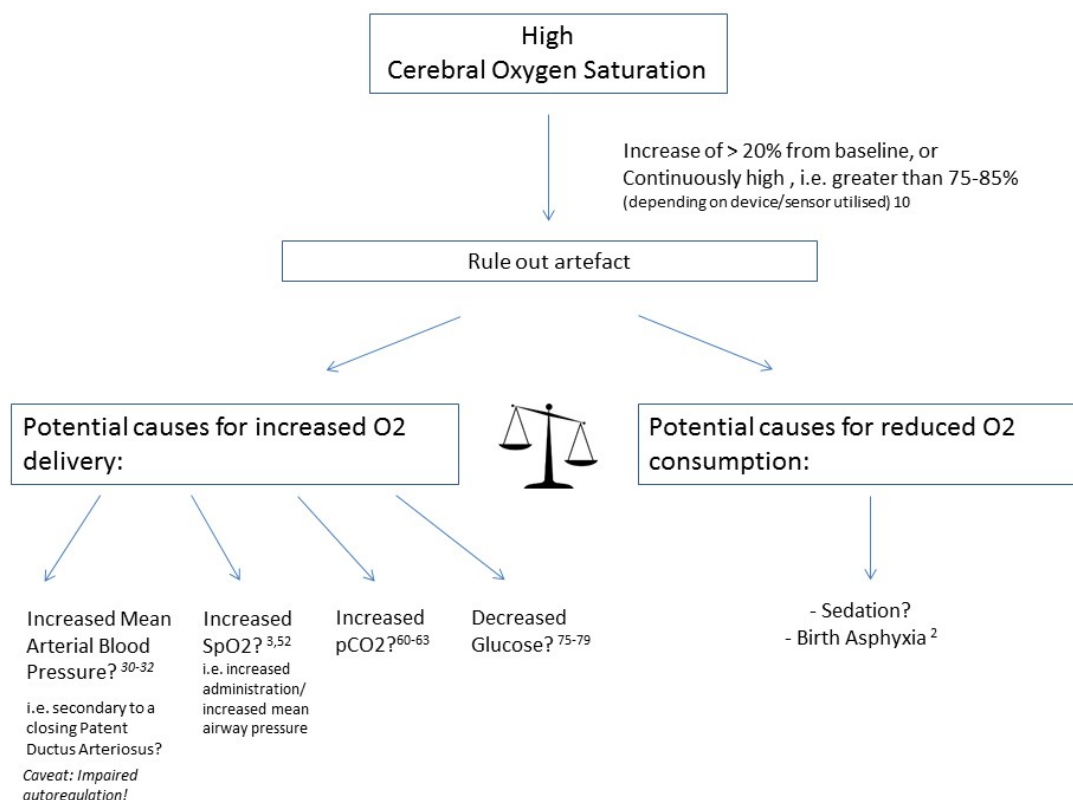 High
Cerebral Oxygen Saturation
Increase of > 20% from baseline, or
Continuously high , i.e. greater than 75-85%
(depending on device/sensor utilised) 10
Rule out artefact
Potential causes for increased O2
delivery:
Potential causes for reduced O2
consumption:
Increased Mean
Arterial Blood
Pressure? 30-32
i.e. secondary to a
closing Patent
Ductus Arteriosus?
Caveat: Impaired
autoregulation!
Increased
SpO2? 3,52
i.e. increased
administration/
increased mean
airway pressure
Increased
pCO2?60-63
Decreased
Glucose? 75-79
- Sedation?
- Birth Asphyxia 2